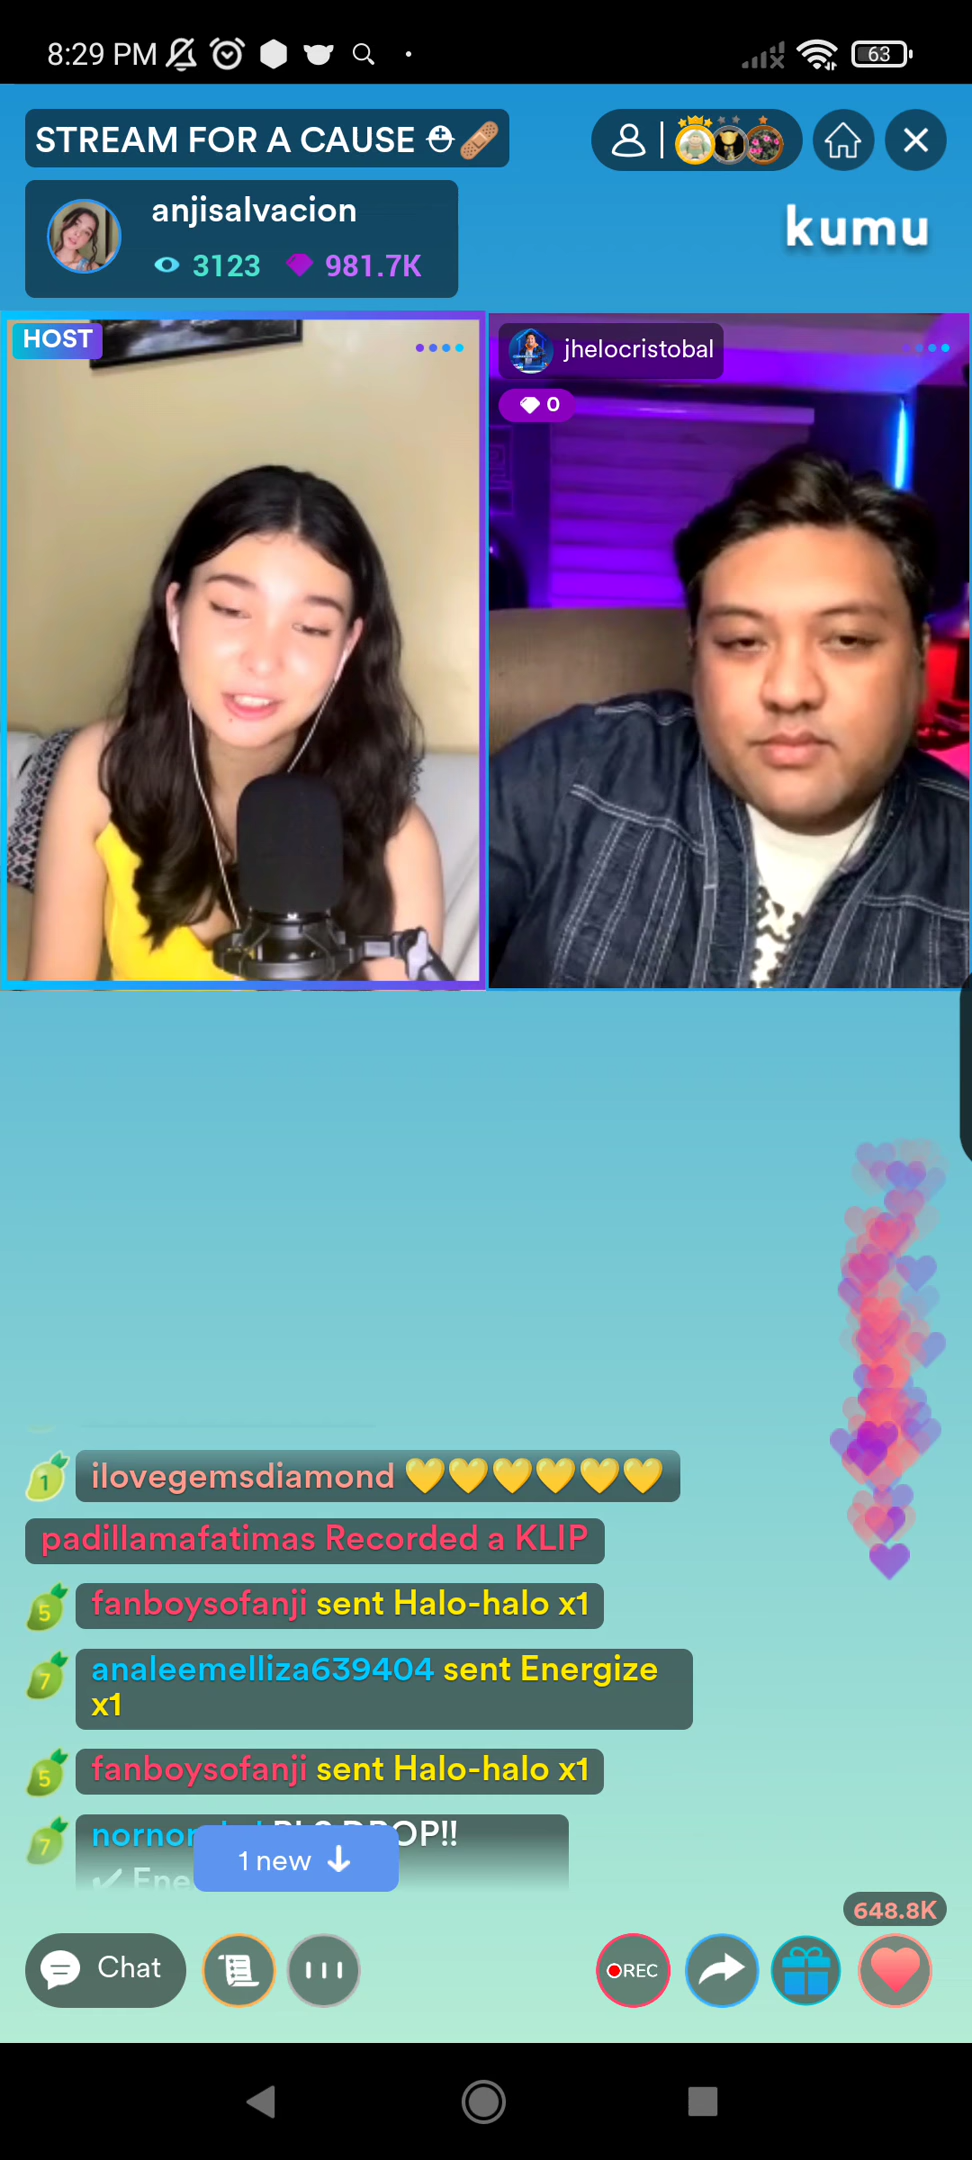 8:29 PM
63
STREAM FOR A CAUSE
anjisalvacion
3123 981.7K
kumu
HOST
jhelocristobal
0
1 ilovegemsdiamond 💛💛💛💛💛💛
padillamafatimas Recorded a KLIP
5 fanboysofanji sent Halo-halo x1
7 analeemelliza639404 sent Energize
x1
5 fanboysofanji sent Halo-halo x1
7
1 new ↓
648.8K
Chat
REC